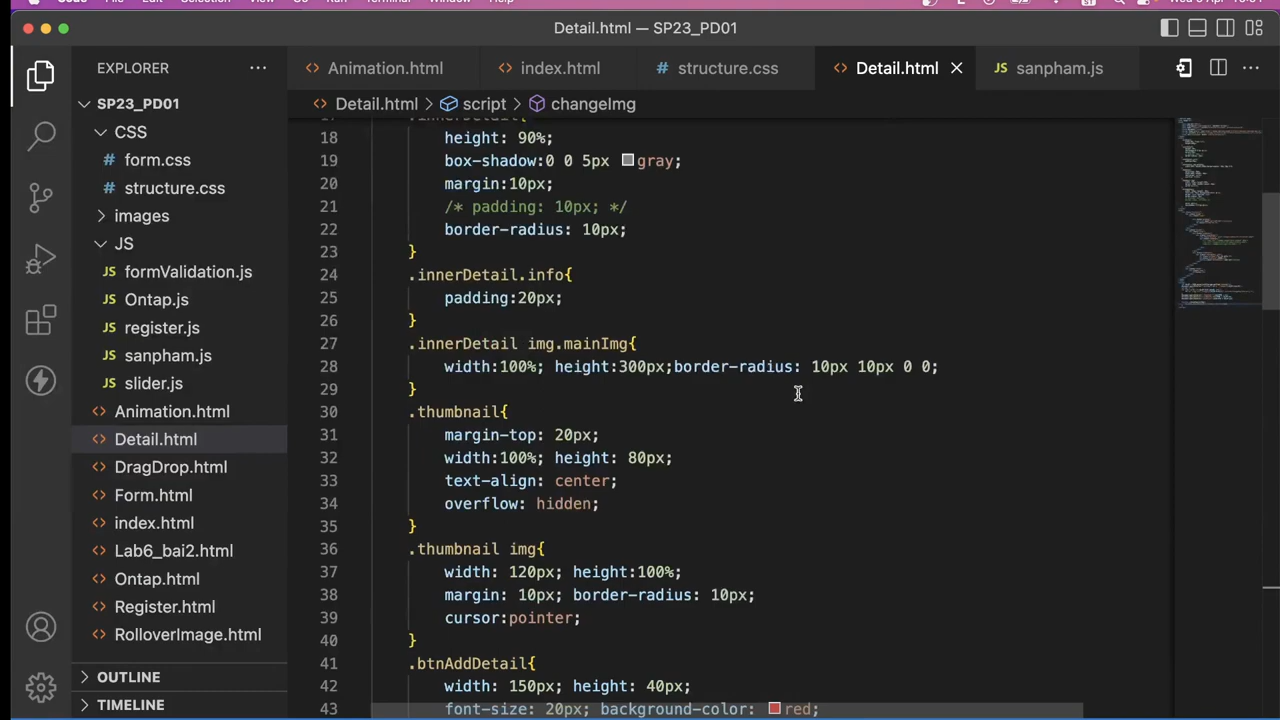 Detail.html — SP23_PD01
EXPLORER
Animation.html
index.html
# structure.css
Detail.html
JS sanpham.js
SP23_PD01
Detail.html > script > changeImg
CSS
# form.css
# structure.css
images
JS
JS formValidation.js
JS Ontap.js
JS register.js
JS sanpham.js
JS slider.js
<> Animation.html
<> Detail.html
<> DragDrop.html
<> Form.html
<> index.html
<> Lab6_bai2.html
<> Ontap.html
<> Register.html
<> RolloverImage.html
OUTLINE
TIMELINE
18 height: 90%;
19 box-shadow:0 0 5px gray;
20 margin:10px;
21 /* padding: 10px; */
22 border-radius: 10px;
23 }
24 .innerDetail.info{
25 padding:20px;
26 }
27 .innerDetail img.mainImg{
28 width:100%; height:300px;border-radius: 10px 10px 0 0;
29 }
30 .thumbnail{
31 margin-top: 20px;
32 width:100%; height: 80px;
33 text-align: center;
34 overflow: hidden;
35 }
36 .thumbnail img{
37 width: 120px; height:100%;
38 margin: 10px; border-radius: 10px;
39 cursor:pointer;
40 }
41 .btnAddDetail{
42 width: 150px; height: 40px;
43 font-size: 20px; background-color: red;